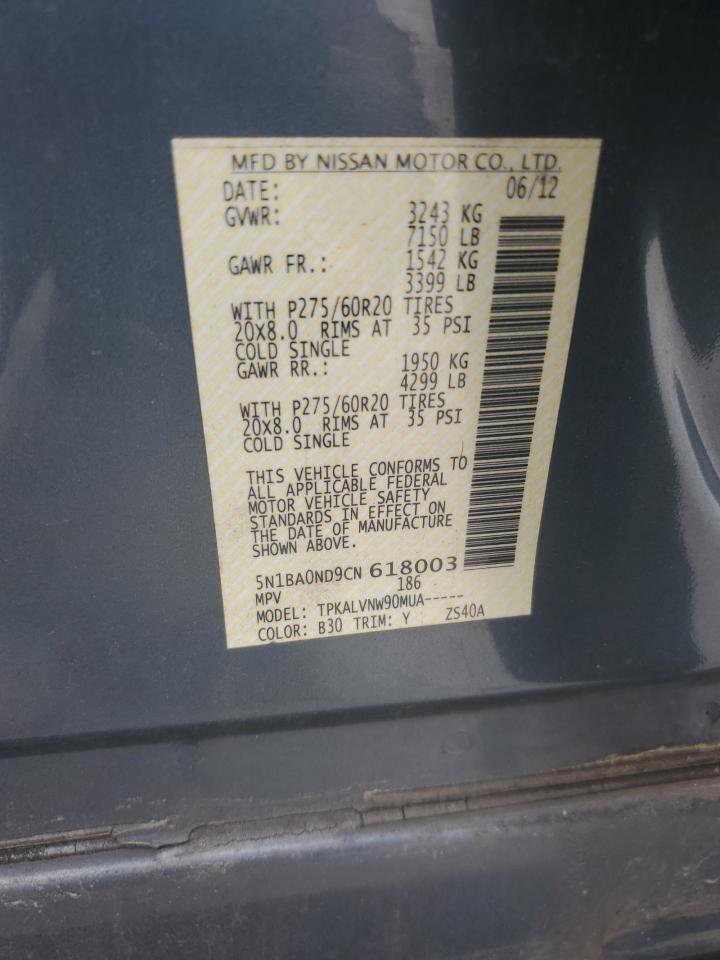 MFD BY NISSAN MOTOR CO., LTD.
DATE: 06/12
GVWR: 3243 KG
7150 LB
GAWR FR.: 1542 KG
3399 LB
WITH P275/60R20 TIRES
20X8.0 RIMS AT 35 PSI
COLD SINGLE
GAWR RR.: 1950 KG
4299 LB
WITH P275/60R20 TIRES
20X8.0 RIMS AT 35 PSI
COLD SINGLE
THIS VEHICLE CONFORMS TO
ALL APPLICABLE FEDERAL
MOTOR VEHICLE SAFETY
STANDARDS IN EFFECT ON
THE DATE OF MANUFACTURE
SHOWN ABOVE.
5N1BA0ND9CN 618003
MPV 186
MODEL: TPKALVNW90MUA-----
COLOR: B30 TRIM: Y ZS40A